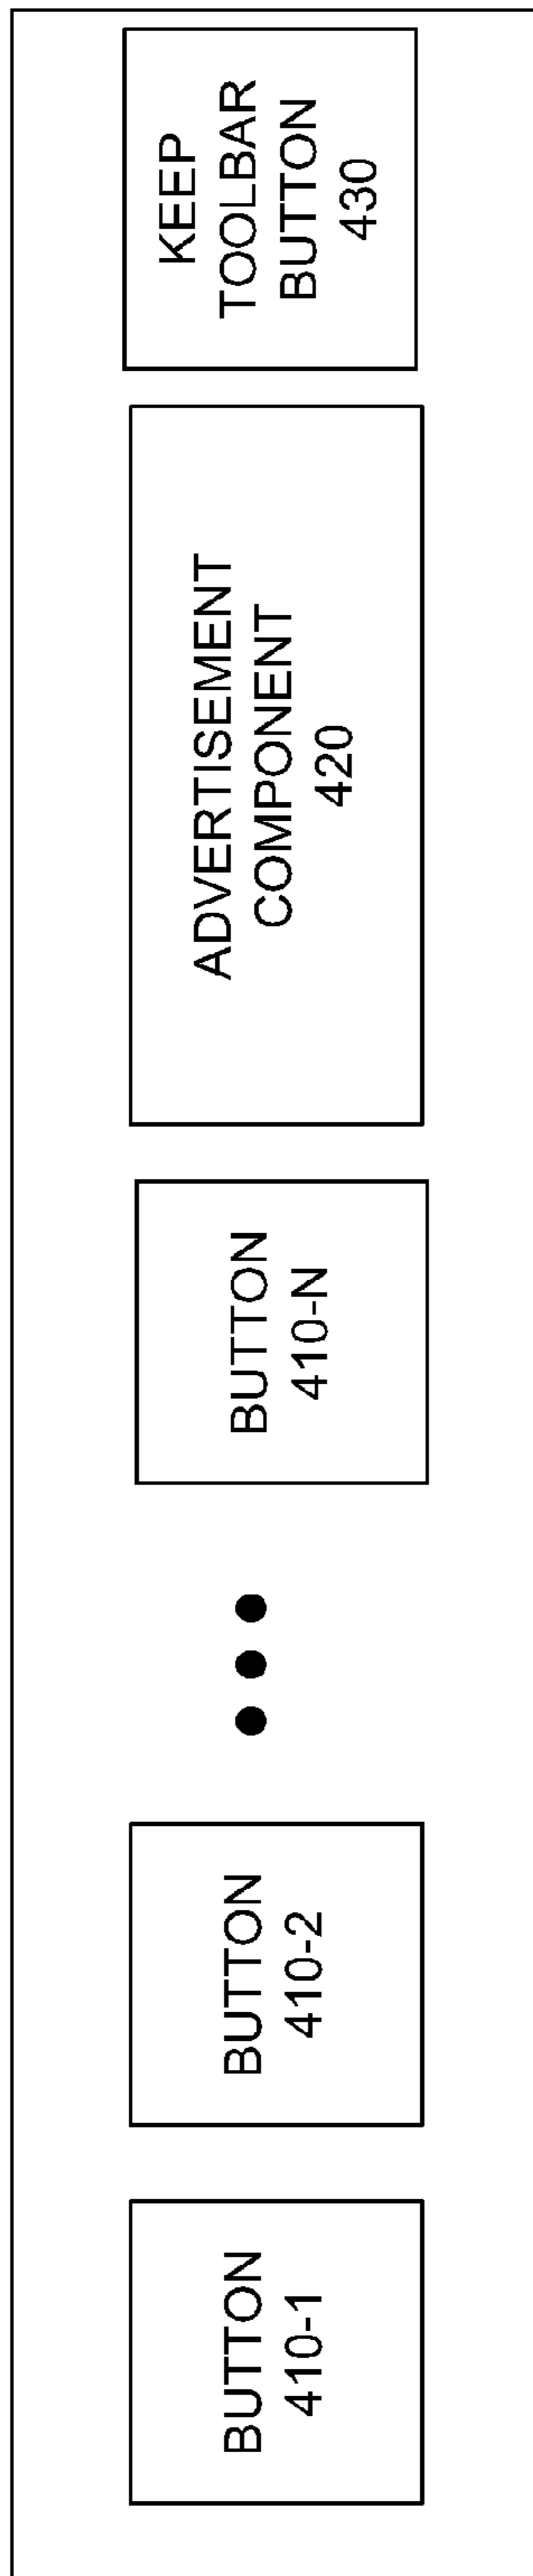 BUTTON
410-1
BUTTON
410-2
BUTTON
410-N
ADVERTISEMENT
COMPONENT
420
KEEP
TOOLBAR
BUTTON
430